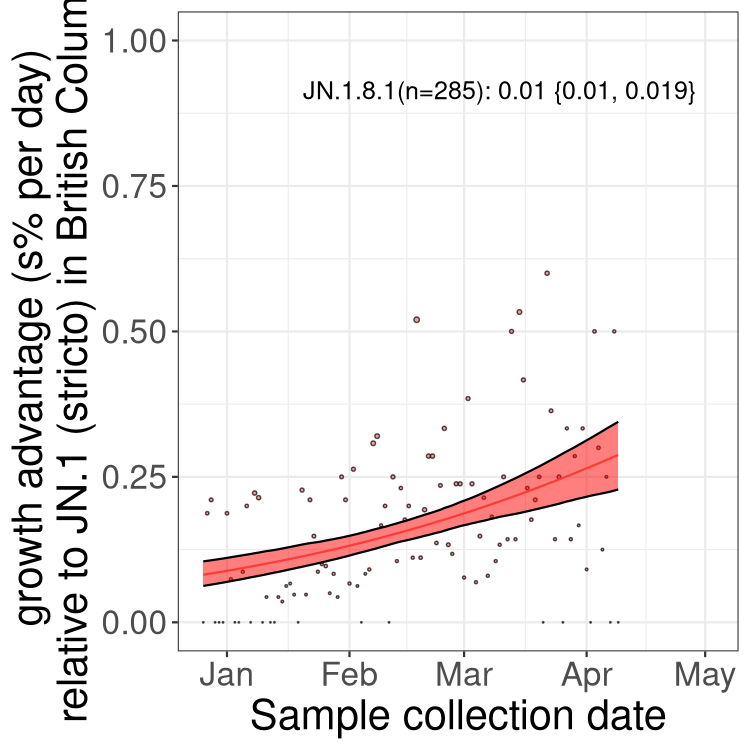 growth advantage (s% per day)
relative to JN.1 (stricto) in British Colum
1.00
0.75
0.50
0.25
0.00
JN.1.8.1(n=285): 0.01 {0.01, 0.019}
Jan Feb Mar Apr May
Sample collection date